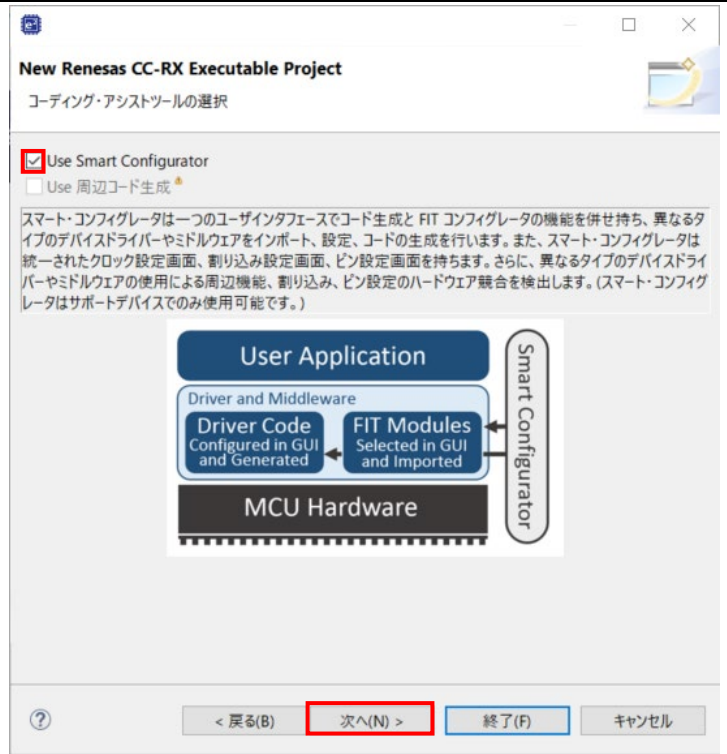 New Renesas CC-RX Executable Project
コーディング・アシストツールの選択
Use Smart Configurator
Use 周辺コード生成
スマート・コンフィグレータは一つのユーザインタフェースでコード生成と FIT コンフィグレータの機能を併せ持ち、異なるタ
イプのデバイスドライバーやミドルウェアをインポート、設定、コードの生成を行います。また、スマート・コンフィグレータは
統一されたクロック設定画面、割り込み設定画面、ピン設定画面を持ちます。さらに、異なるタイプのデバイスドライ
バーやミドルウェアの使用による周辺機能、割り込み、ピン設定のハードウェア競合を検出します。(スマート・コンフィグ
レータはサポートデバイスでのみ使用可能です。)
User Application
Driver and Middleware
Driver Code
Configured in GUI
and Generated
FIT Modules
Selected in GUI
and Imported
MCU Hardware
Smart Configurator
< 戻る(B)
次へ(N) >
終了(F)
キャンセル